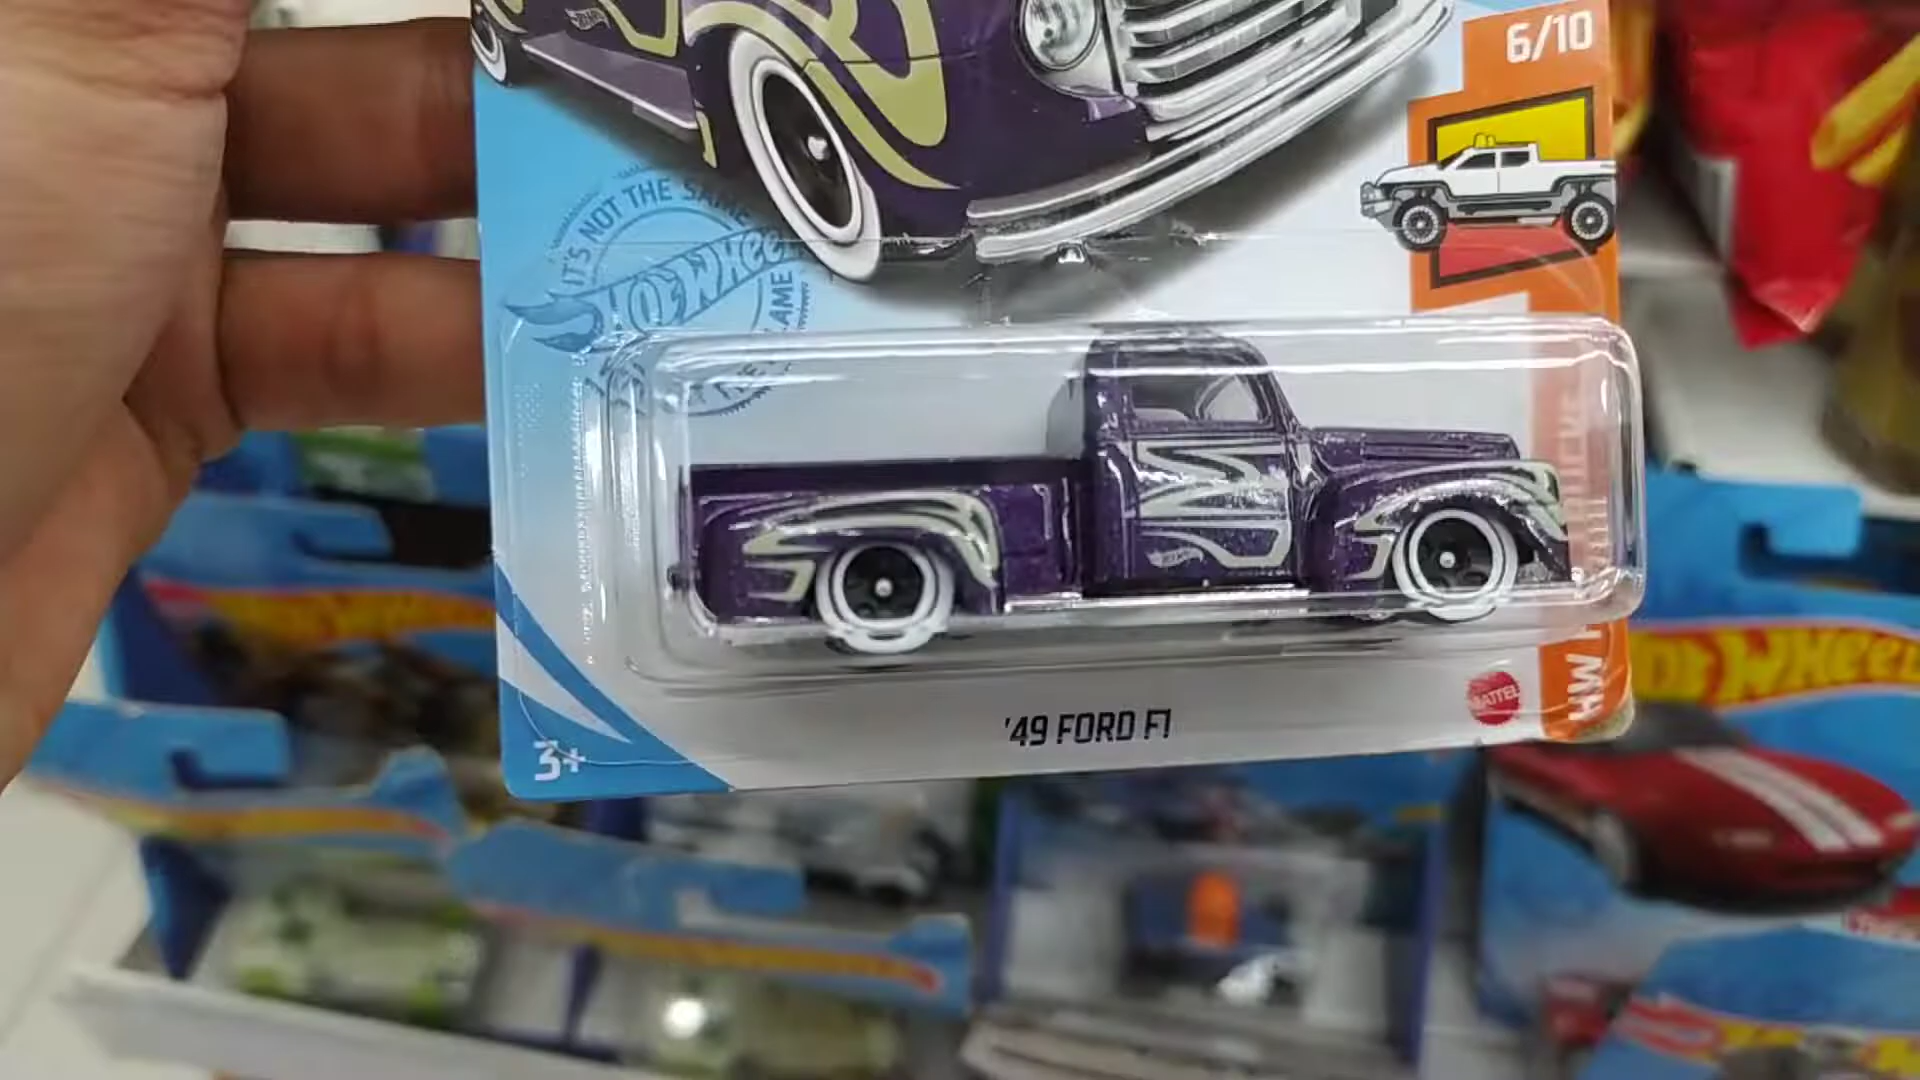 6/10
IT'S NOT THE SAME
Hot Wheels
'49 FORD F1
MATTEL
HW H
3+
Hot Wheels